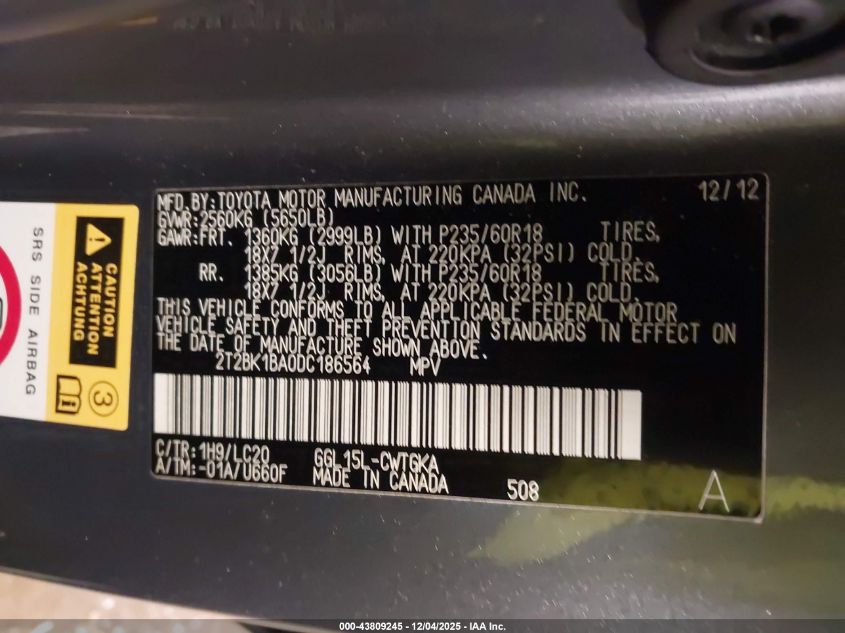 MFD.BY:TOYOTA MOTOR MANUFACTURING CANADA INC. 12/12
GVWR:2560KG (5650LB)
GAWR:FRT. 1360KG (2999LB) WITH P235/60R18 TIRES,
18X7 1/2J RIMS, AT 220KPA (32PSI) COLD.
RR. 1385KG (3056LB) WITH P235/60R18 TIRES,
18X7 1/2J RIMS, AT 220KPA (32PSI) COLD.
THIS VEHICLE CONFORMS TO ALL APPLICABLE FEDERAL MOTOR
VEHICLE SAFETY AND THEFT PREVENTION STANDARDS IN EFFECT ON
THE DATE OF MANUFACTURE SHOWN ABOVE.
2T2BK1BA0DC186564 MPV
C/TR:1H9/LC20 GGL15L-CWTGKA
A/TM:-01A/U660F MADE IN CANADA 508 A
SRS SIDE AIRBAG
CAUTION
ATTENTION
ACHTUNG
3
000-43809245 - 12/04/2025 - IAA Inc.